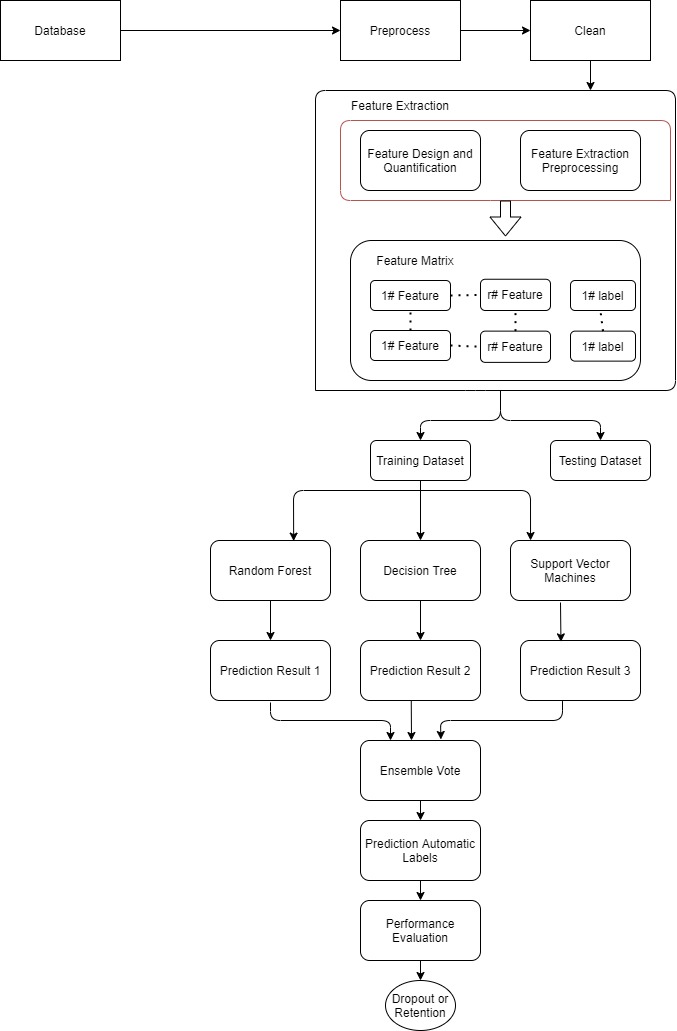 Database
Preprocess
Clean
Feature Extraction
Feature Design and
Quantification
Feature Extraction
Preprocessing
Feature Matrix
1# Feature
r# Feature
1# label
1# Feature
r# Feature
1# label
Training Dataset
Testing Dataset
Random Forest
Decision Tree
Support Vector
Machines
Prediction Result 1
Prediction Result 2
Prediction Result 3
Ensemble Vote
Prediction Automatic
Labels
Performance
Evaluation
Dropout or
Retention